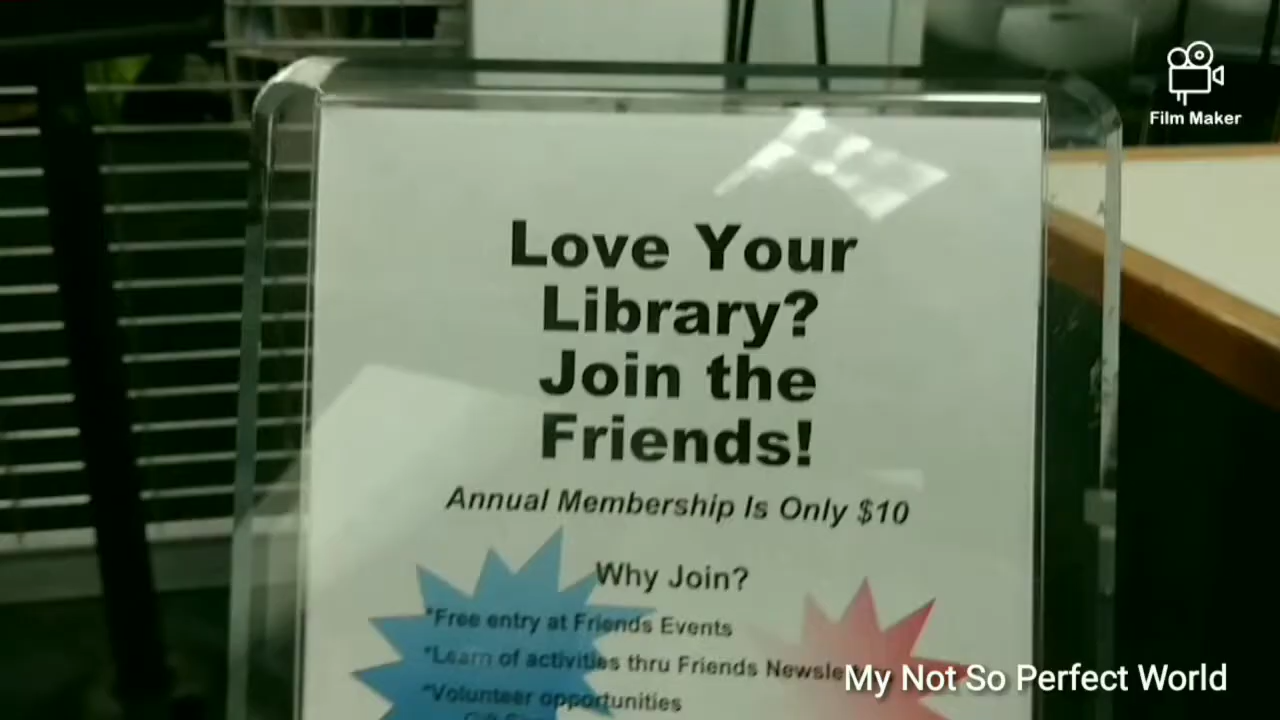 Film Maker
Love Your
Library?
Join the
Friends!
Annual Membership Is Only $10
Why Join?
*Free entry at Friends Events
*Learn of activities thru Friends
*Volunteer opportunities
My Not So Perfect World